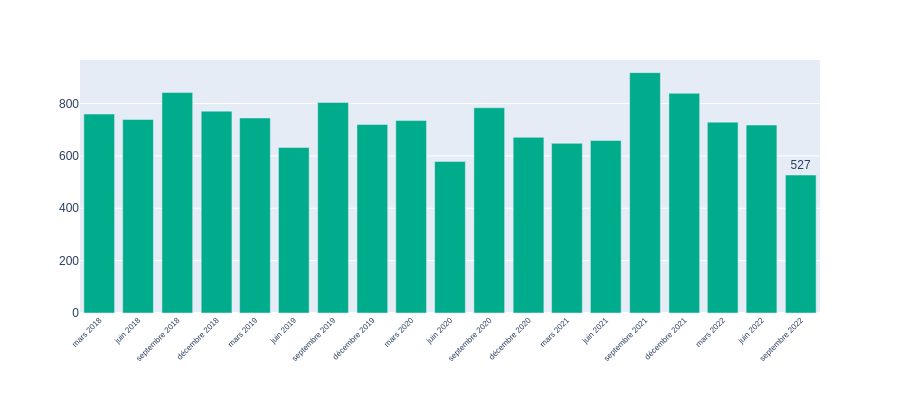 800
600
400
200
0
527
mars 2018
juin 2018
septembre 2018
décembre 2018
mars 2019
juin 2019
septembre 2019
décembre 2019
mars 2020
juin 2020
septembre 2020
décembre 2020
mars 2021
juin 2021
septembre 2021
décembre 2021
mars 2022
juin 2022
septembre 2022